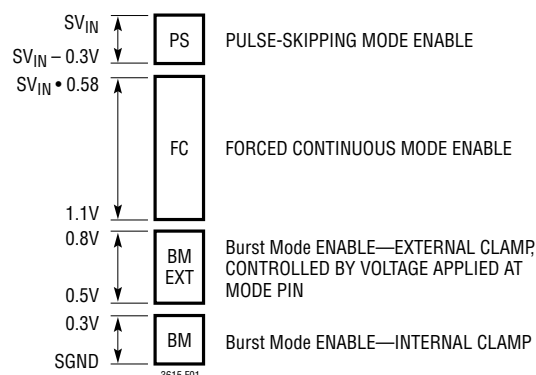 SVIN
SVIN – 0.3V
PS
PULSE-SKIPPING MODE ENABLE
SVIN • 0.58
FC
FORCED CONTINUOUS MODE ENABLE
1.1V
0.8V
BM
EXT
Burst Mode ENABLE—EXTERNAL CLAMP,
CONTROLLED BY VOLTAGE APPLIED AT
MODE PIN
0.5V
0.3V
BM
Burst Mode ENABLE—INTERNAL CLAMP
SGND
3615 F01